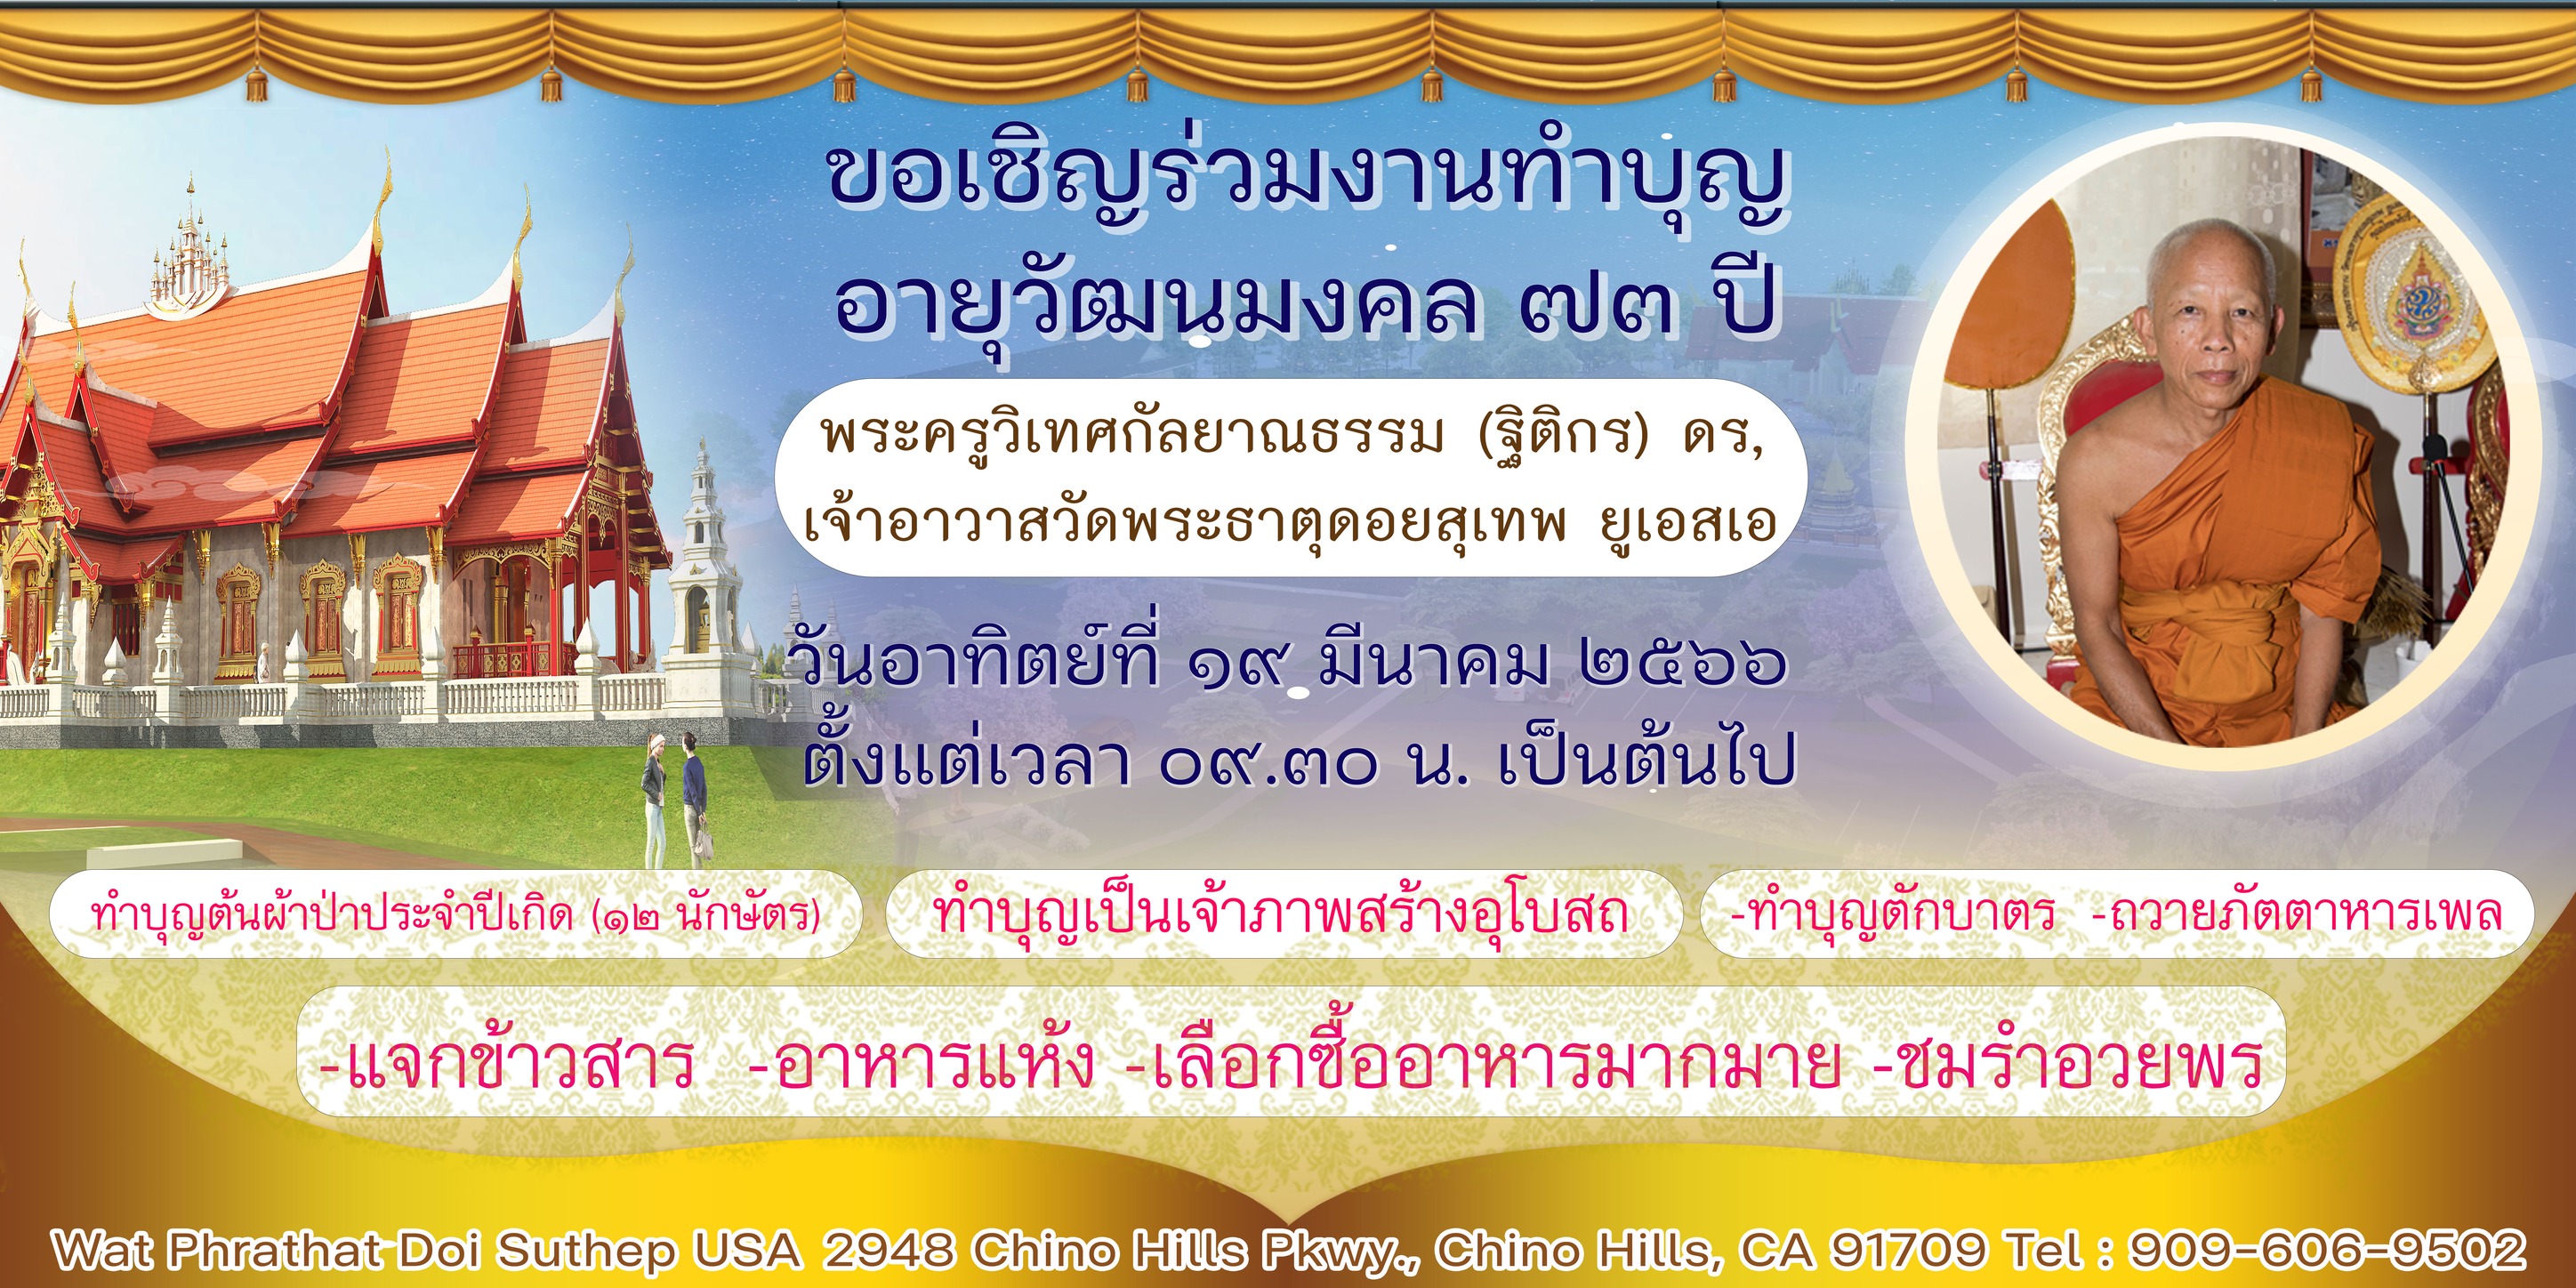 ขอเชิญร่วมงานทำบุญ
อายุวัฒนมงคล ๗๓ ปี
พระครูวิเทศกัลยาณธรรม (ฐิติกร) ดร,
เจ้าอาวาสวัดพระธาตุดอยสุเทพ ยูเอสเอ
วันอาทิตย์ที่ ๑๙ มีนาคม ๒๕๖๖
ตั้งแต่เวลา ๐๙.๓๐ น. เป็นต้นไป
ทำบุญต้นผ้าป่าประจำปีเกิด (๑๒ นักษัตร)
ทำบุญเป็นเจ้าภาพสร้างอุโบสถ
-ทำบุญตักบาตร -ถวายภัตตาหารเพล
-แจกข้าวสาร -อาหารแห้ง -เลือกซื้ออาหารมากมาย -ชมรำอวยพร
Wat Phrathat Doi Suthep USA 2948 Chino Hills Pkwy., Chino Hills, CA 91709 Tel : 909-606-9502